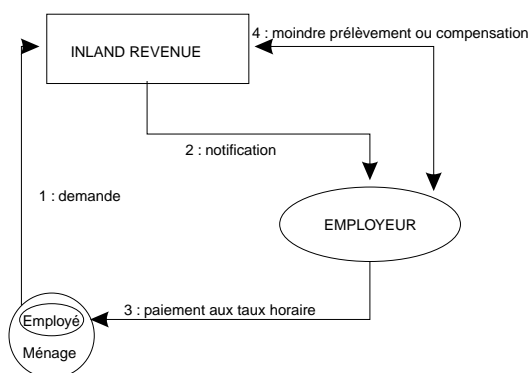 4 : moindre prélèvement ou compensation
INLAND REVENUE
2 : notification
1 : demande
EMPLOYEUR
3 : paiement aux taux horaire
Employé
Ménage